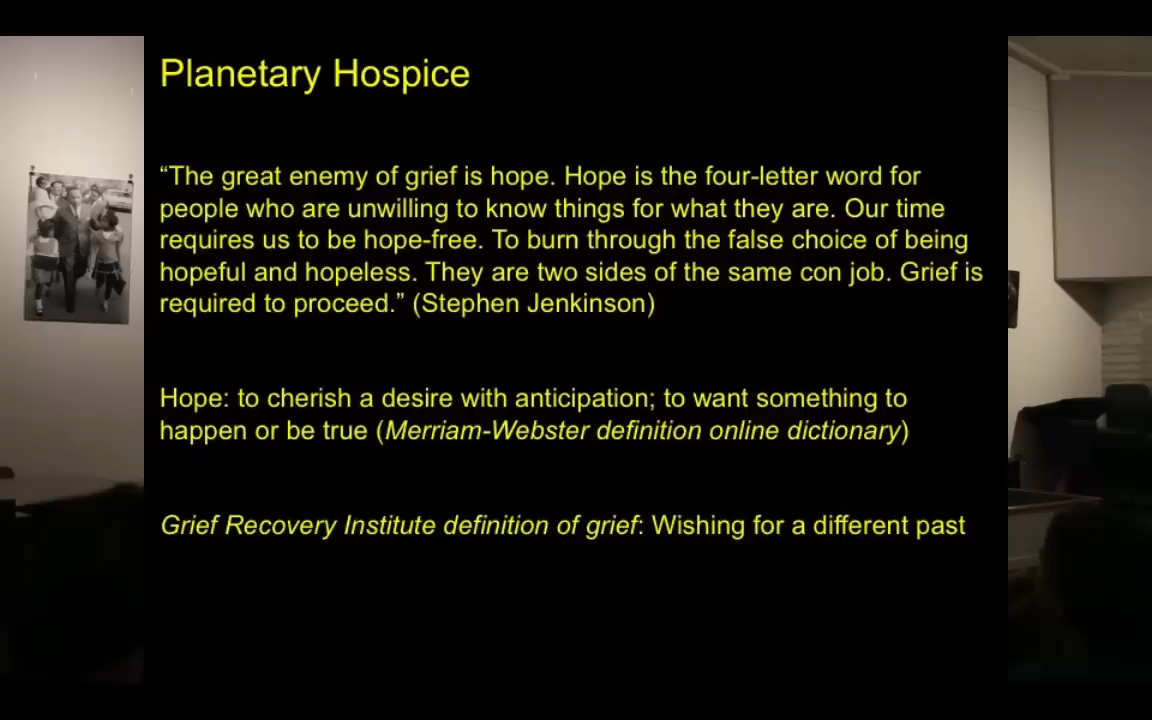 Planetary Hospice
“The great enemy of grief is hope. Hope is the four-letter word for
people who are unwilling to know things for what they are. Our time
requires us to be hope-free. To burn through the false choice of being
hopeful and hopeless. They are two sides of the same con job. Grief is
required to proceed.” (Stephen Jenkinson)
Hope: to cherish a desire with anticipation; to want something to
happen or be true (Merriam-Webster definition online dictionary)
Grief Recovery Institute definition of grief: Wishing for a different past